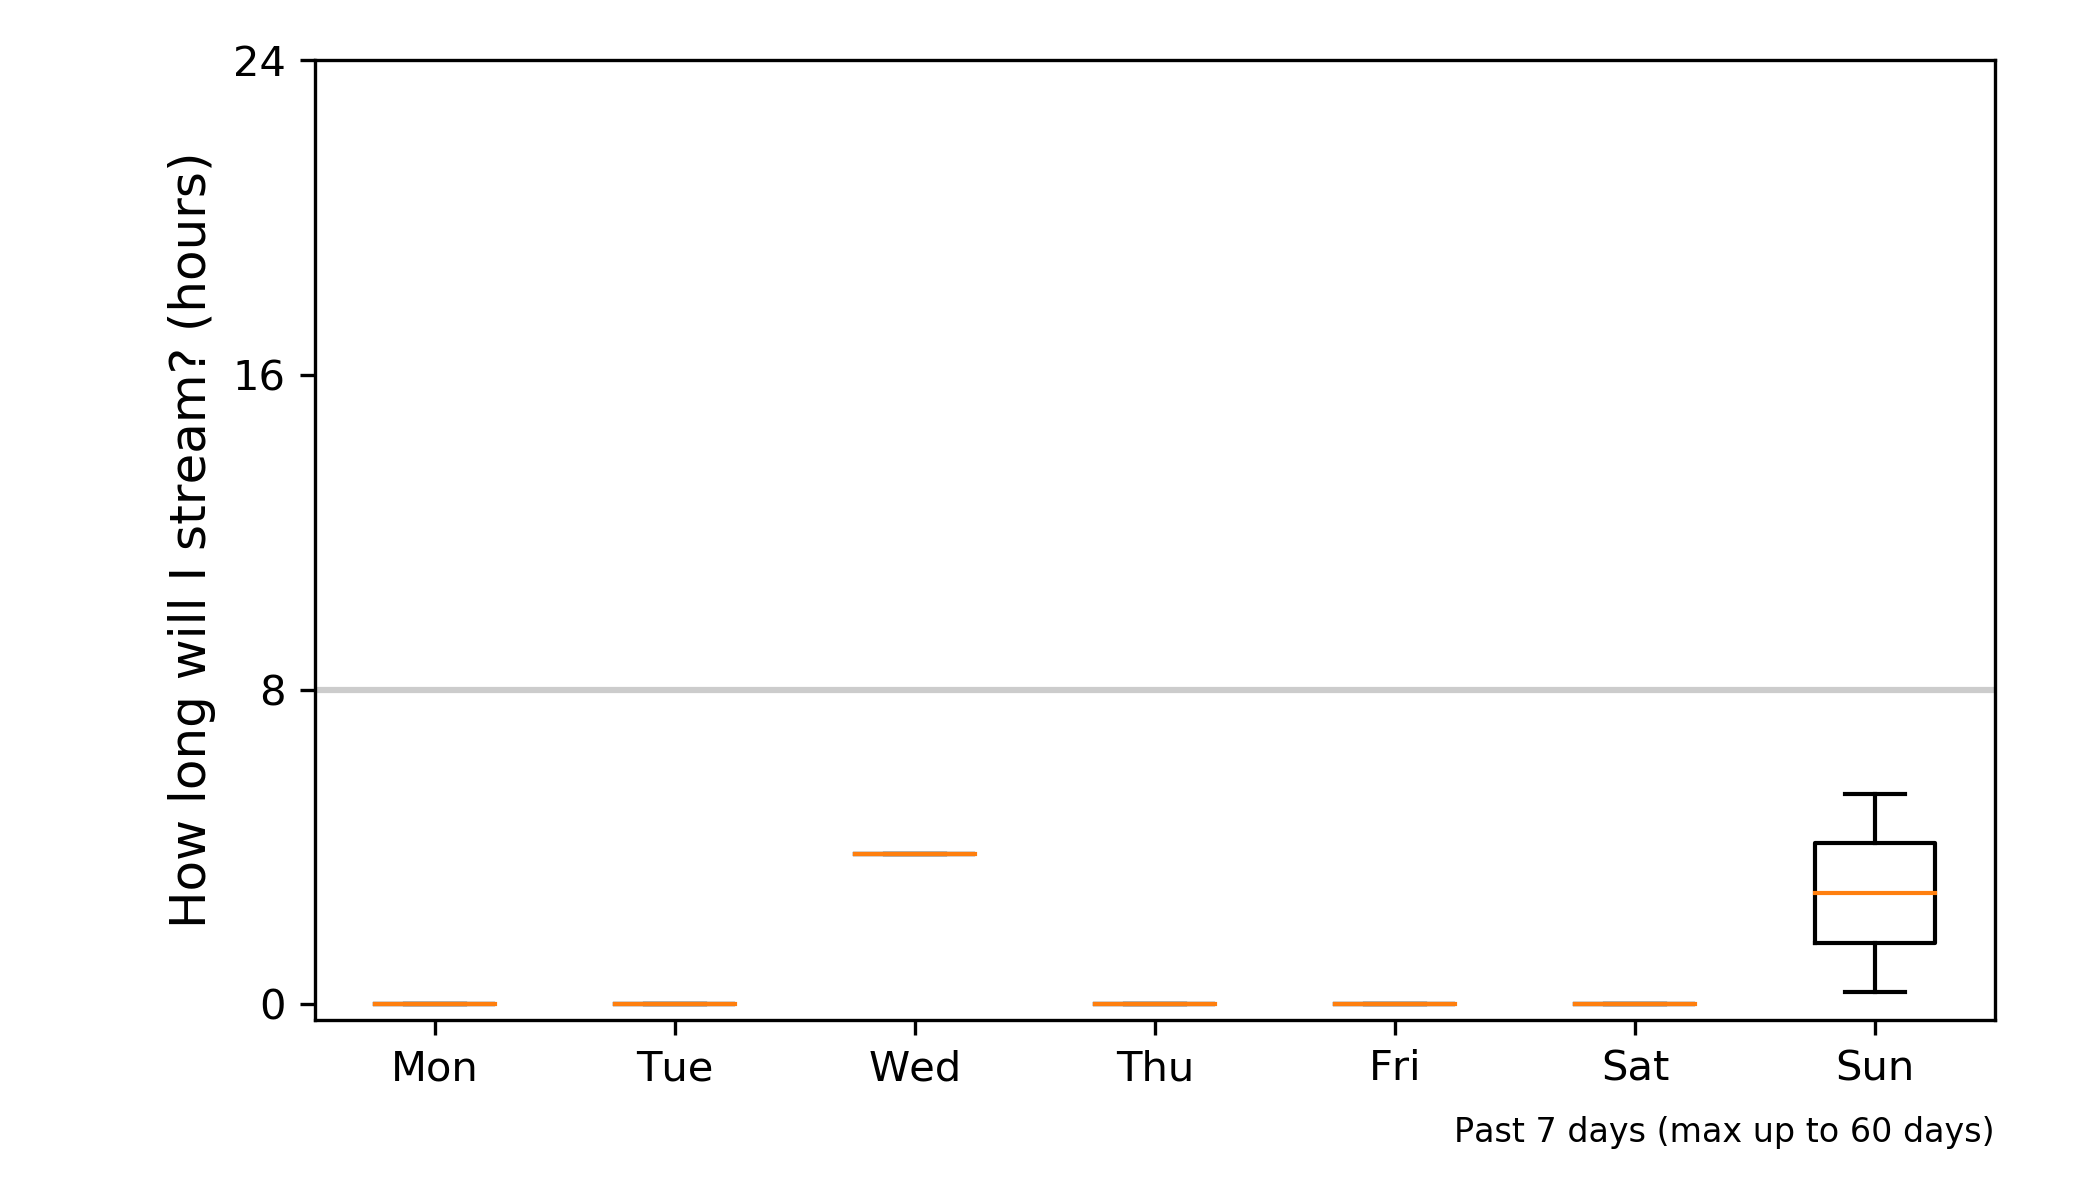 How long will I stream? (hours)
24
16
8
0
Mon Tue Wed Thu Fri Sat Sun
Past 7 days (max up to 60 days)